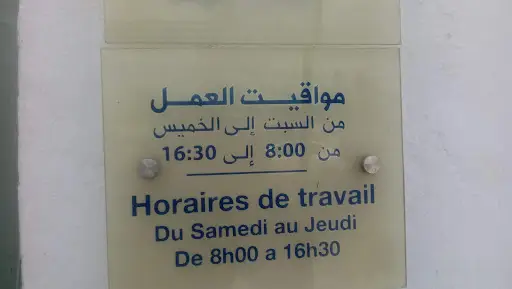 مواقيت العمل
من السبت إلى الخميس
من 8:00 إلى 16:30
Horaires de travail
Du Samedi au Jeudi
De 8h00 a 16h30